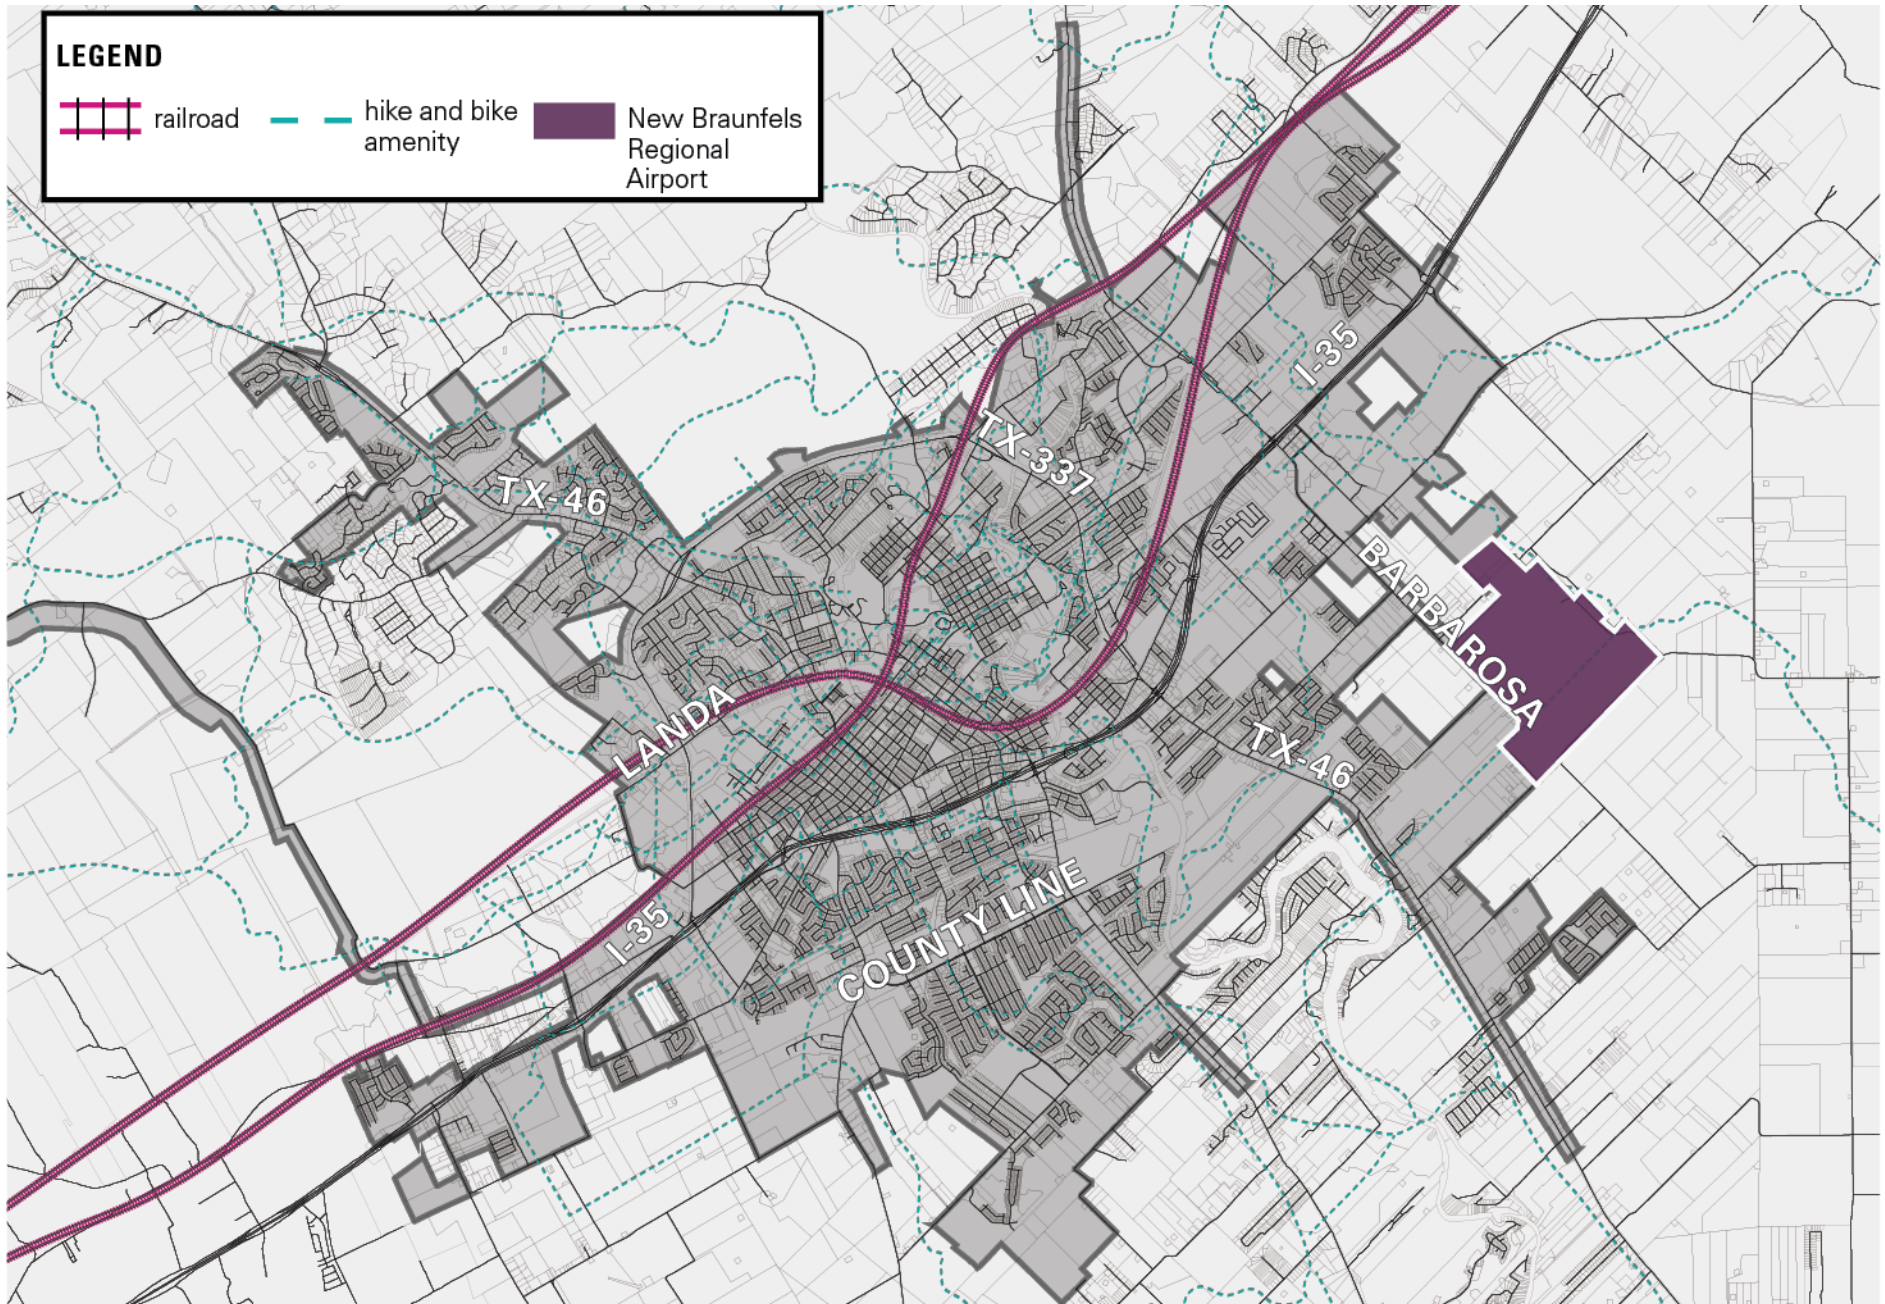 LEGEND
railroad
hike and bike
amenity
New Braunfels
Regional
Airport
I-35
TX-337
TX-46
BARBAROSA
LANDA
TX-46
COUNTY LINE
I-35